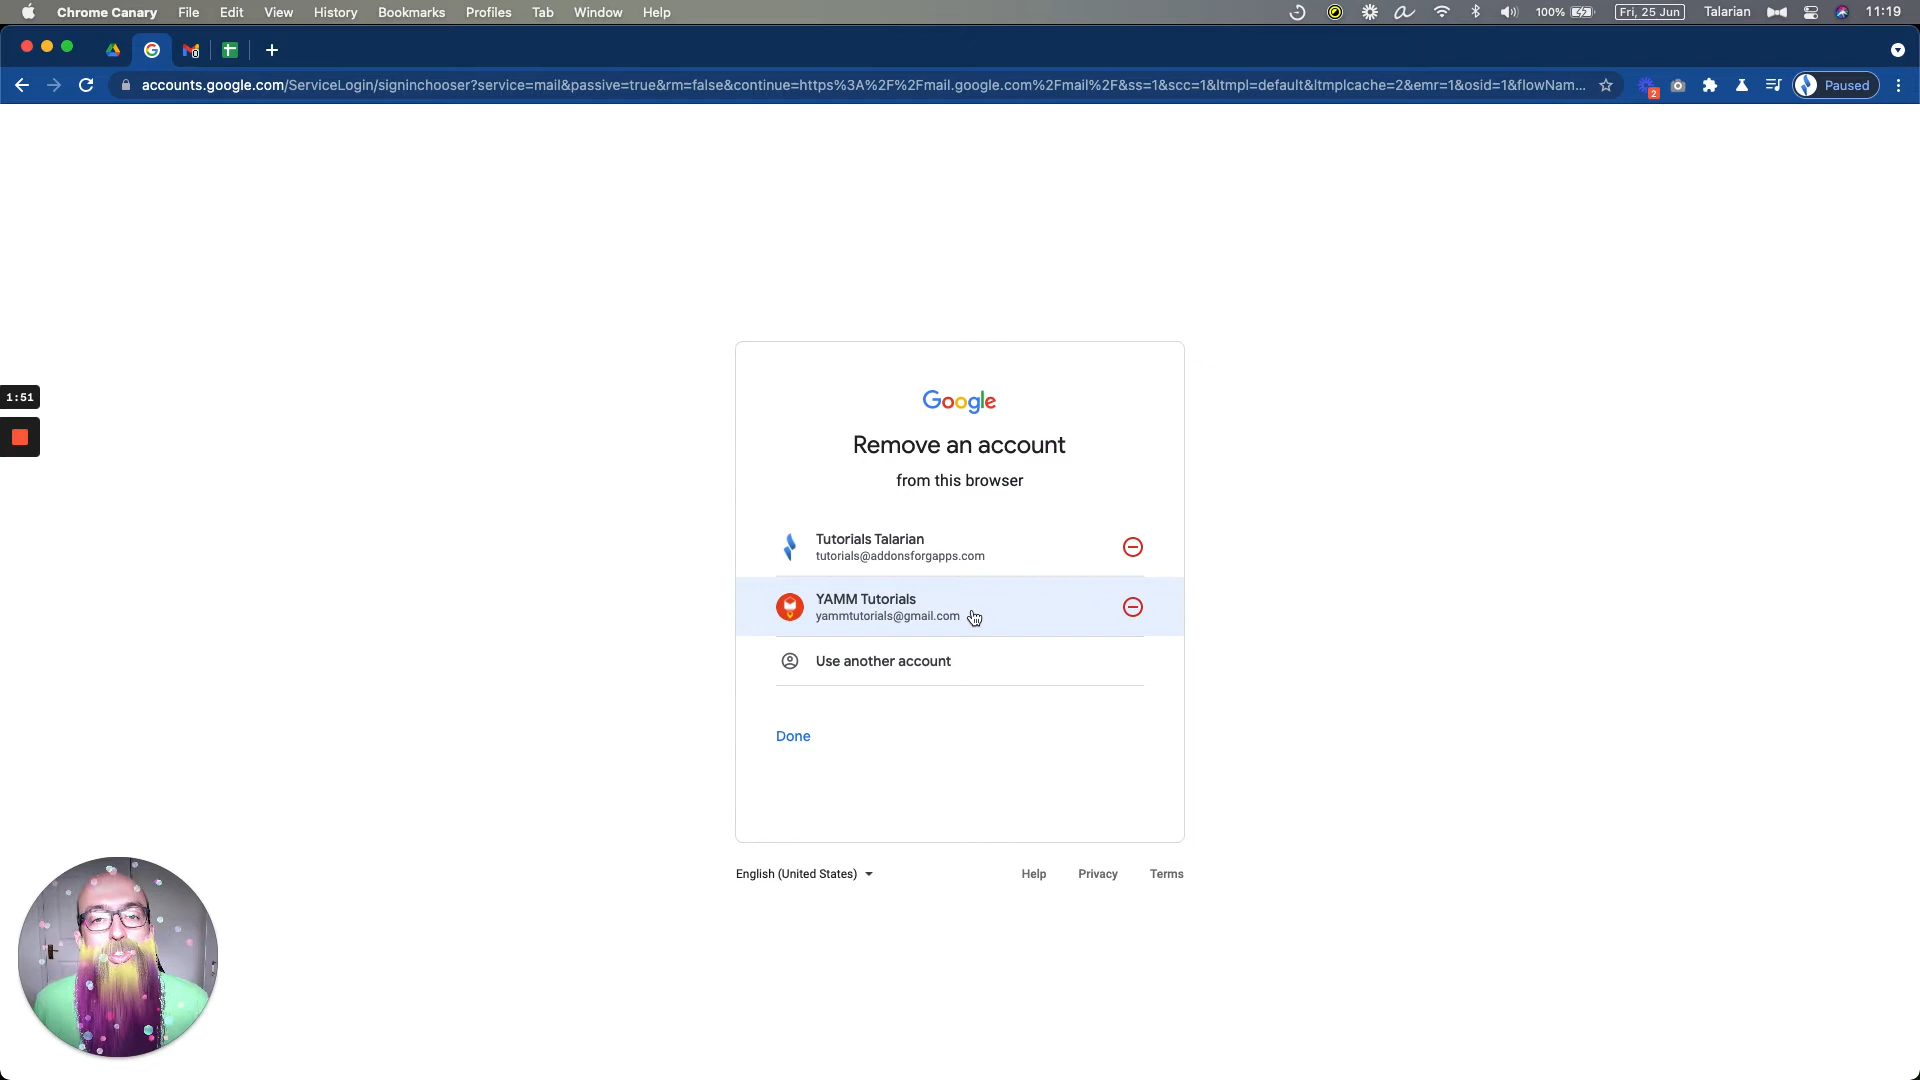 Chrome Canary File Edit View History Bookmarks Profiles Tab Window Help 100% Fri, 25 Jun Talarian 11:19
accounts.google.com/ServiceLogin/signinchooser?service=mail&passive=true&rm=false&continue=https%3A%2F%2Fmail.google.com%2Fmail%2F&ss=1&scc=1&ltmpl=default&ltmplcache=2&emr=1&osid=1&flowNam... 2 Paused
1:51
Google
Remove an account
from this browser
Tutorials Talarian
tutorials@addonsforgapps.com
YAMM Tutorials
yammtutorials@gmail.com
Use another account
Done
English (United States) Help Privacy Terms